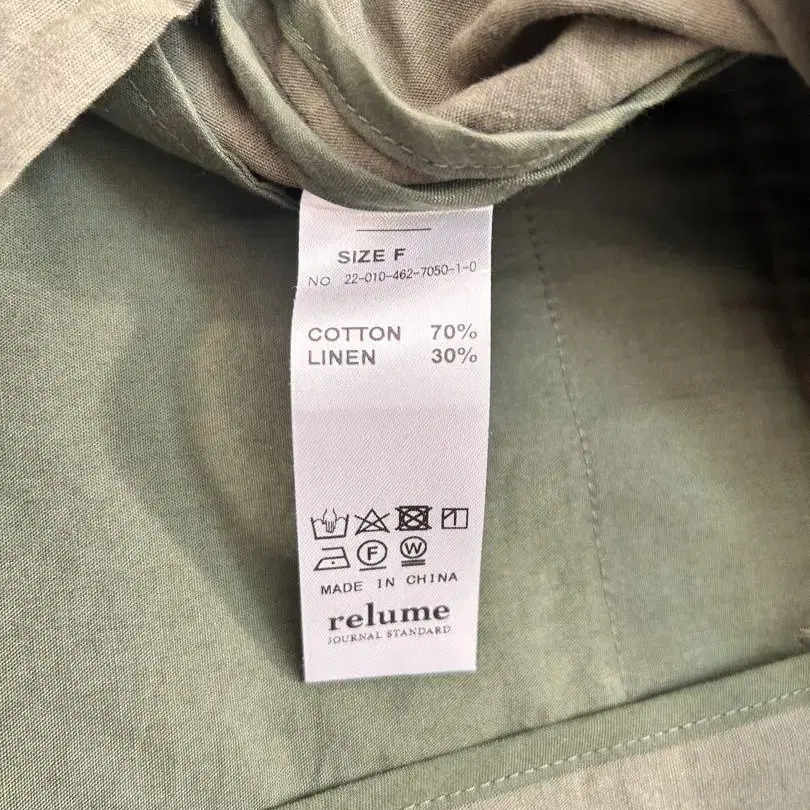 SIZE F
NO 22-010-462-7050-1-0
COTTON 70%
LINEN 30%
F W
MADE IN CHINA
relume
JOURNAL STANDARD